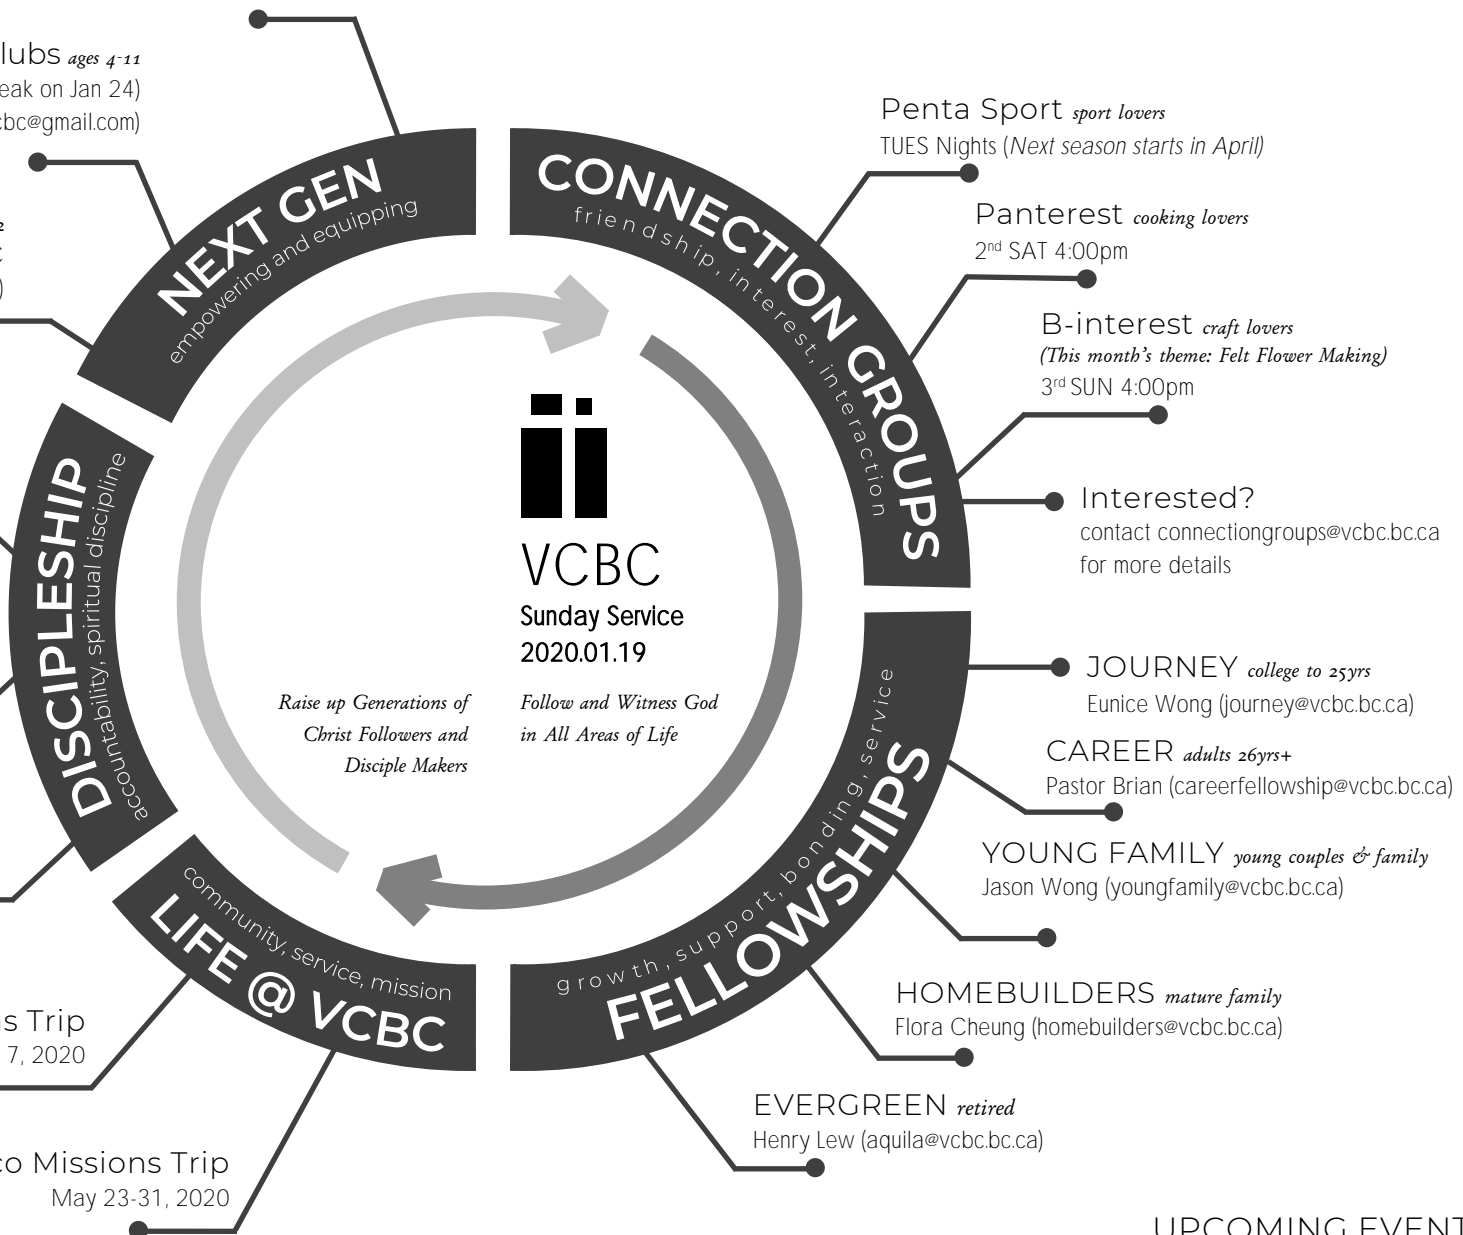 lubs ages 4-11
eak on Jan 24)
cbc@gmail.com)
NEXT GEN
empowering and equipping
CONNECTION GROUPS
friendship, interest, interaction
Penta Sport sport lovers
TUES Nights (Next season starts in April)
Panterest cooking lovers
2nd SAT 4:00pm
B-interest craft lovers
(This month's theme: Felt Flower Making)
3rd SUN 4:00pm
Interested?
contact connectiongroups@vcbc.bc.ca
for more details
DISCIPLESHIP
accountability, spiritual discipline
VCBC
Sunday Service
2020.01.19
Raise up Generations of
Christ Followers and
Disciple Makers
Follow and Witness God
in All Areas of Life
JOURNEY college to 25yrs
Eunice Wong (journey@vcbc.bc.ca)
CAREER adults 26yrs+
Pastor Brian (careerfellowship@vcbc.bc.ca)
YOUNG FAMILY young couples & family
Jason Wong (youngfamily@vcbc.bc.ca)
HOMEBUILDERS mature family
Flora Cheung (homebuilders@vcbc.bc.ca)
EVERGREEN retired
Henry Lew (aquila@vcbc.bc.ca)
growth, support, bonding, service
FELLOWSHIPS
community, service, mission
LIFE @ VCBC
s Trip
7, 2020
co Missions Trip
May 23-31, 2020
UPCOMING EVENT